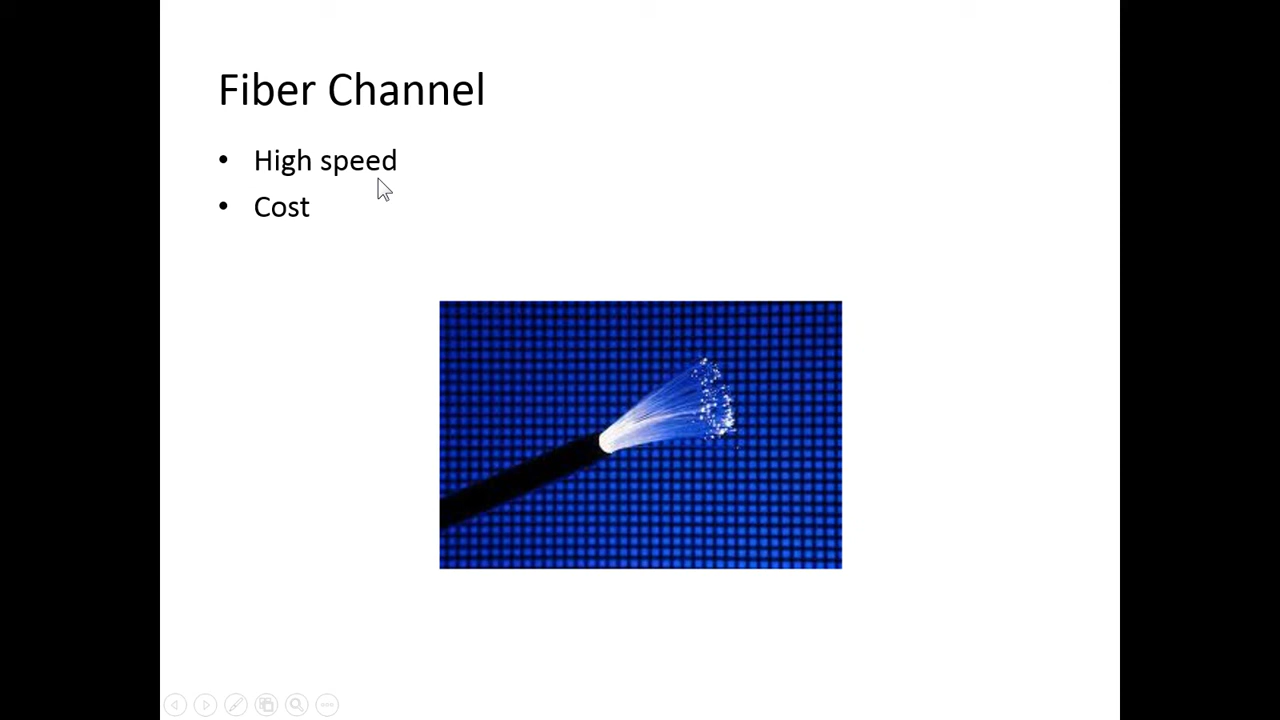 Fiber Channel
• High speed
• Cost